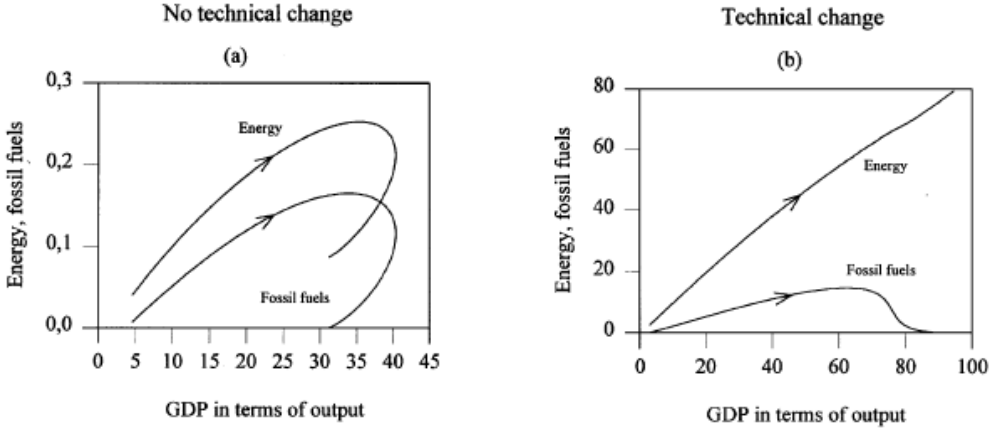 No technical change
(a)
0,3
0,2
0,1
0,0
Energy, fossil fuels
Energy
Fossil fuels
0 5 10 15 20 25 30 35 40 45
GDP in terms of output
Technical change
(b)
80
60
40
20
0
Energy, fossil fuels
Energy
Fossil fuels
0 20 40 60 80 100
GDP in terms of output